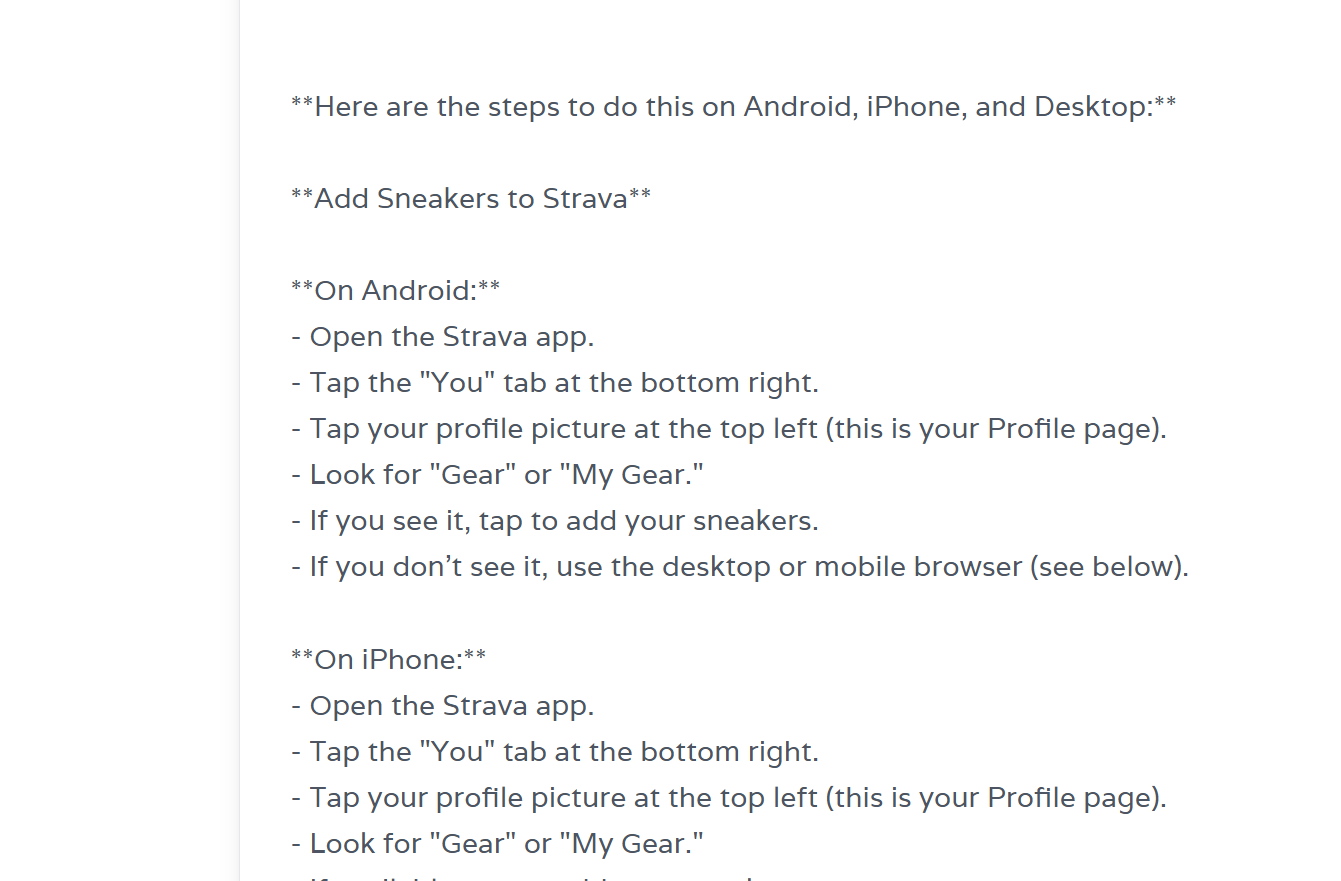 **Here are the steps to do this on Android, iPhone, and Desktop:**
**Add Sneakers to Strava**
**On Android:**
- Open the Strava app.
- Tap the "You" tab at the bottom right.
- Tap your profile picture at the top left (this is your Profile page).
- Look for "Gear" or "My Gear."
- If you see it, tap to add your sneakers.
- If you don’t see it, use the desktop or mobile browser (see below).
**On iPhone:**
- Open the Strava app.
- Tap the "You" tab at the bottom right.
- Tap your profile picture at the top left (this is your Profile page).
- Look for "Gear" or "My Gear."